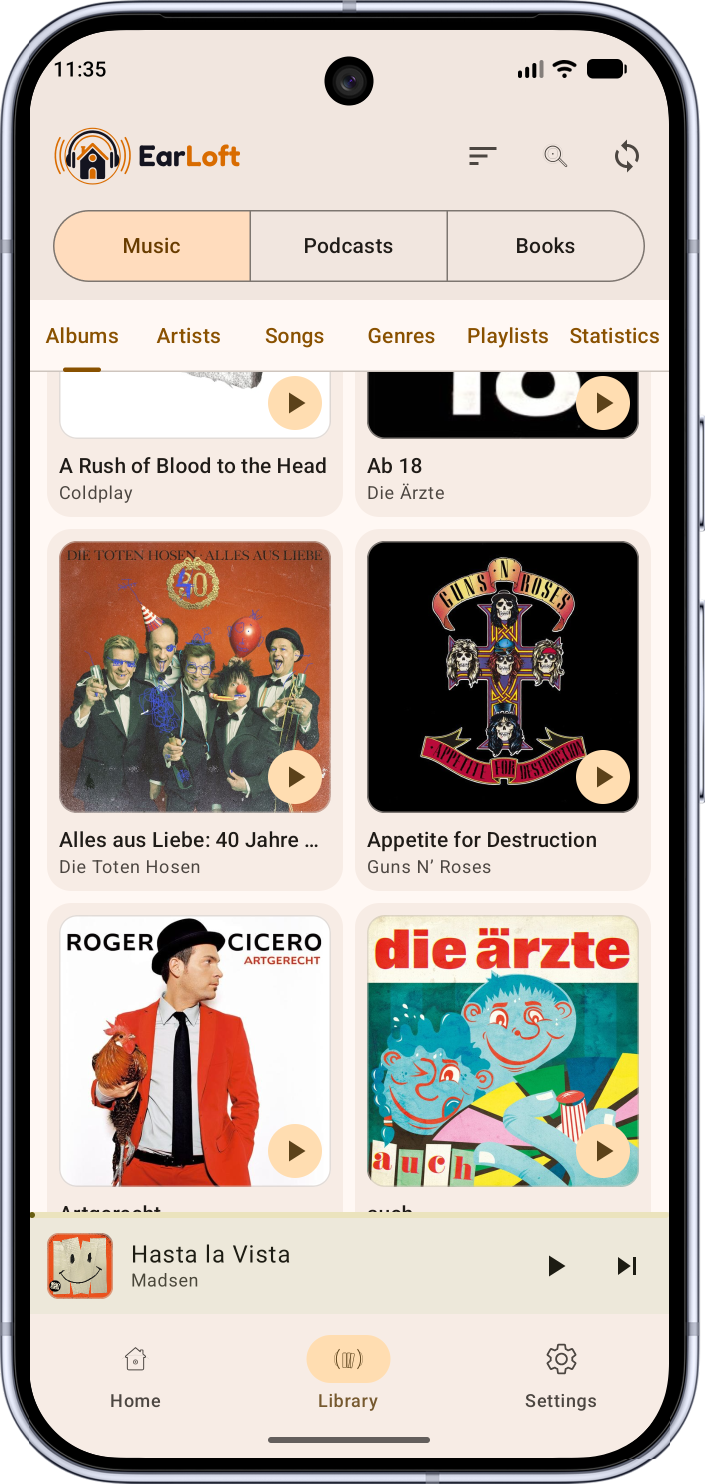 11:35
EarLoft
Music
Podcasts
Books
Albums
Artists
Songs
Genres
Playlists
Statistics
18
A Rush of Blood to the Head
Coldplay
Ab 18
Die Ärzte
DIE TOTEN HOSEN · ALLES AUS LIEBE
GUNS N' ROSES
APPETITE FOR DESTRUCTION
Alles aus Liebe: 40 Jahre ...
Die Toten Hosen
Appetite for Destruction
Guns N’ Roses
ROGER CICERO
ARTGERECHT
die ärzte
auch
Artgerecht
auch
Hasta la Vista
Madsen
Home
Library
Settings